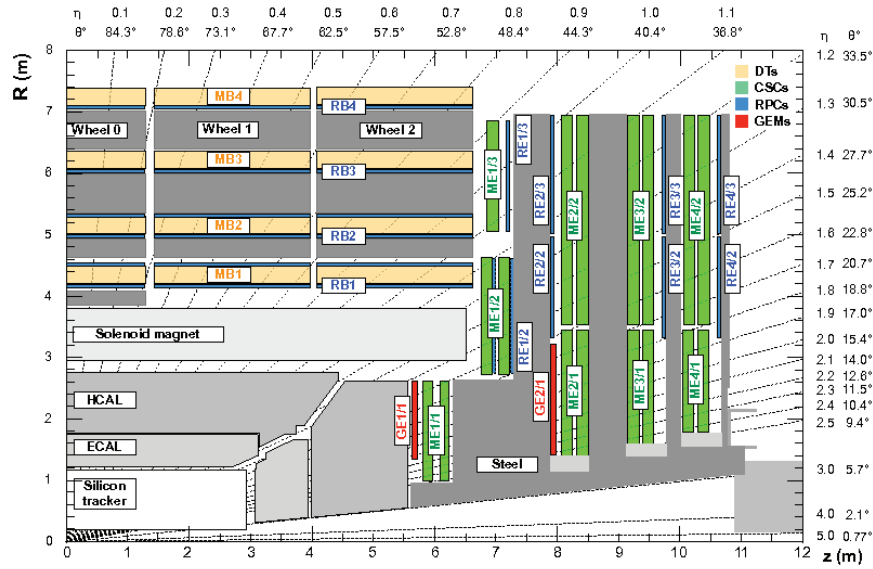 η 0.1 0.2 0.3 0.4 0.5 0.6 0.7 0.8 0.9 1.0 1.1 η θ°
θ° 84.3° 78.6° 73.1° 67.7° 62.5° 57.5° 52.8° 48.4° 44.3° 40.4° 36.8°
R (m)
8
7
6
5
4
3
2
1
0
1.2 33.5°
1.3 30.5°
1.4 27.7°
1.5 25.2°
1.6 22.8°
1.7 20.7°
1.8 18.8°
1.9 17.0°
2.0 15.4°
2.1 14.0°
2.2 12.6°
2.3 11.5°
2.4 10.4°
2.5 9.4°
3.0 5.7°
4.0 2.1°
5.0 0.77°
DTs
CSCs
RPCs
GEMs
MB4
RB4
Wheel 0
Wheel 1
Wheel 2
MB3
RB3
MB2
RB2
MB1
RB1
Solenoid magnet
HCAL
ECAL
Silicon
tracker
Steel
GE1/1
ME1/1
ME1/2
ME1/3
RE1/3
RE1/2
RE2/3
RE2/2
GE2/1
ME2/2
ME2/1
ME3/2
ME3/1
RE3/3
RE3/2
ME4/2
ME4/1
RE4/3
RE4/2
0 1 2 3 4 5 6 7 8 9 10 11 12
z (m)